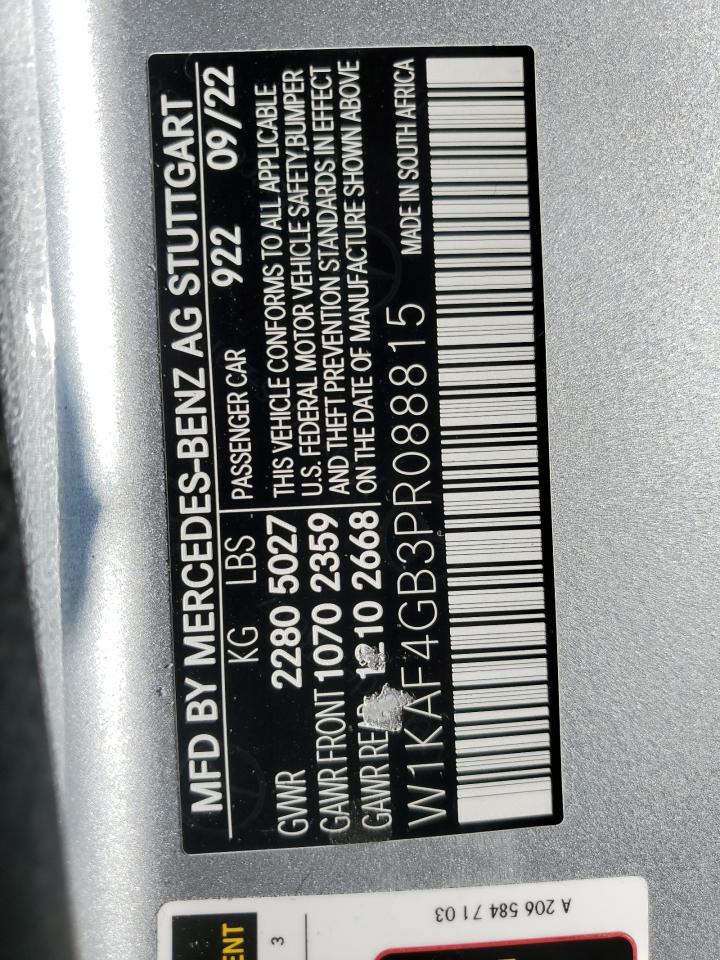 MFD BY MERCEDES-BENZ AG STUTTGART
KG LBS PASSENGER CAR 922 09/22
GWR 2280 5027 THIS VEHICLE CONFORMS TO ALL APPLICABLE
GAWR FRONT 1070 2359 U.S. FEDERAL MOTOR VEHICLE SAFETY,BUMPER
AND THEFT PREVENTION STANDARDS IN EFFECT
GAWR 2668 ON THE DATE OF MANUFACTURE SHOWN ABOVE
W1KAF4GB3PR088815 MADE IN SOUTH AFRICA
A 206 584 71 03
3